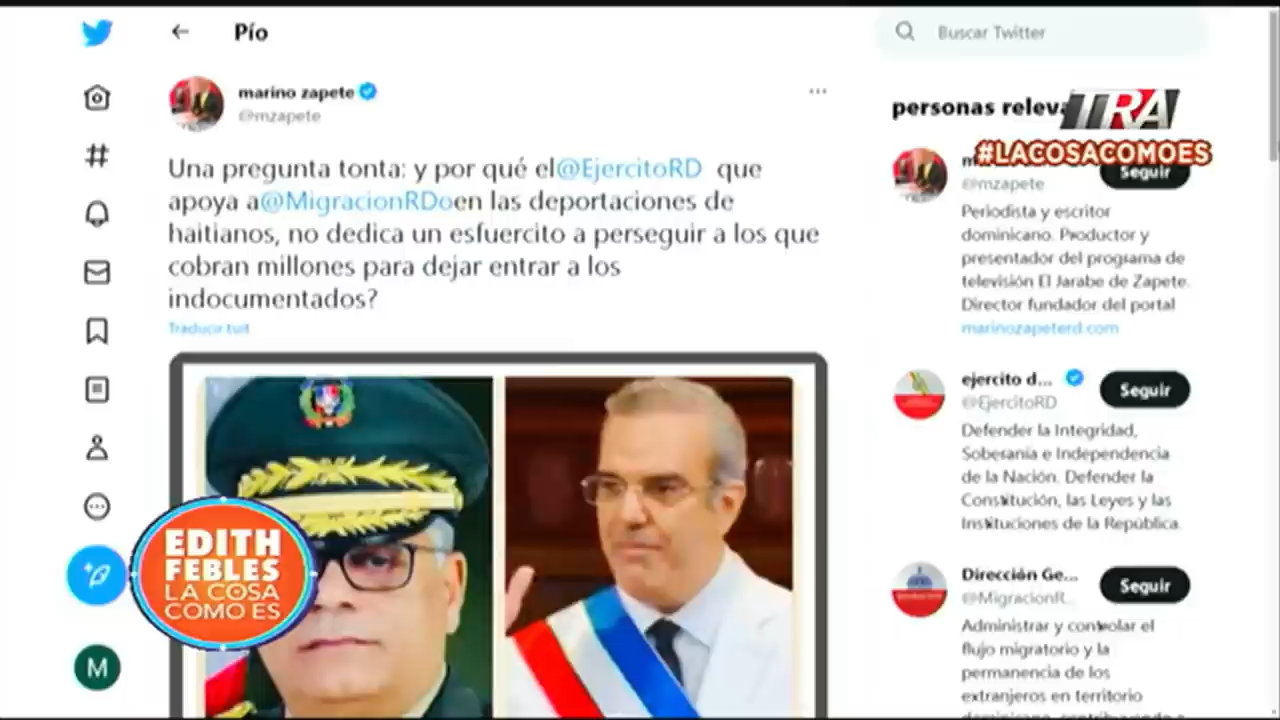 Pío
Buscar Twitter
marino zapete
@mzapete
Una pregunta tonta: y por qué el@EjercitoRD que
apoya a@MigracionRDoen las deportaciones de
haitianos, no dedica un esfuercito a perseguir a los que
cobran millones para dejar entrar a los
indocumentados?
Traducir tuit
personas releva
TRA
#LACOSACOMOES
m
@mzapete
Seguir
Periodista y escritor
dominicano. Productor y
presentador del programa de
televisión El Jarabe de Zapete.
Director fundador del portal
marinozapeterd.com
ejercito d...
@EjercitoRD
Seguir
Defender la Integridad,
Soberanía e Independencia
de la Nación. Defender la
Constitución, las Leyes y las
Instituciones de la República.
Dirección Ge...
@MigracionR...
Seguir
Administrar y controlar el
flujo migratorio y la
permanencia de los
extranjeros en territorio
EDITH
FEBLES
LA COSA
COMO ES
M